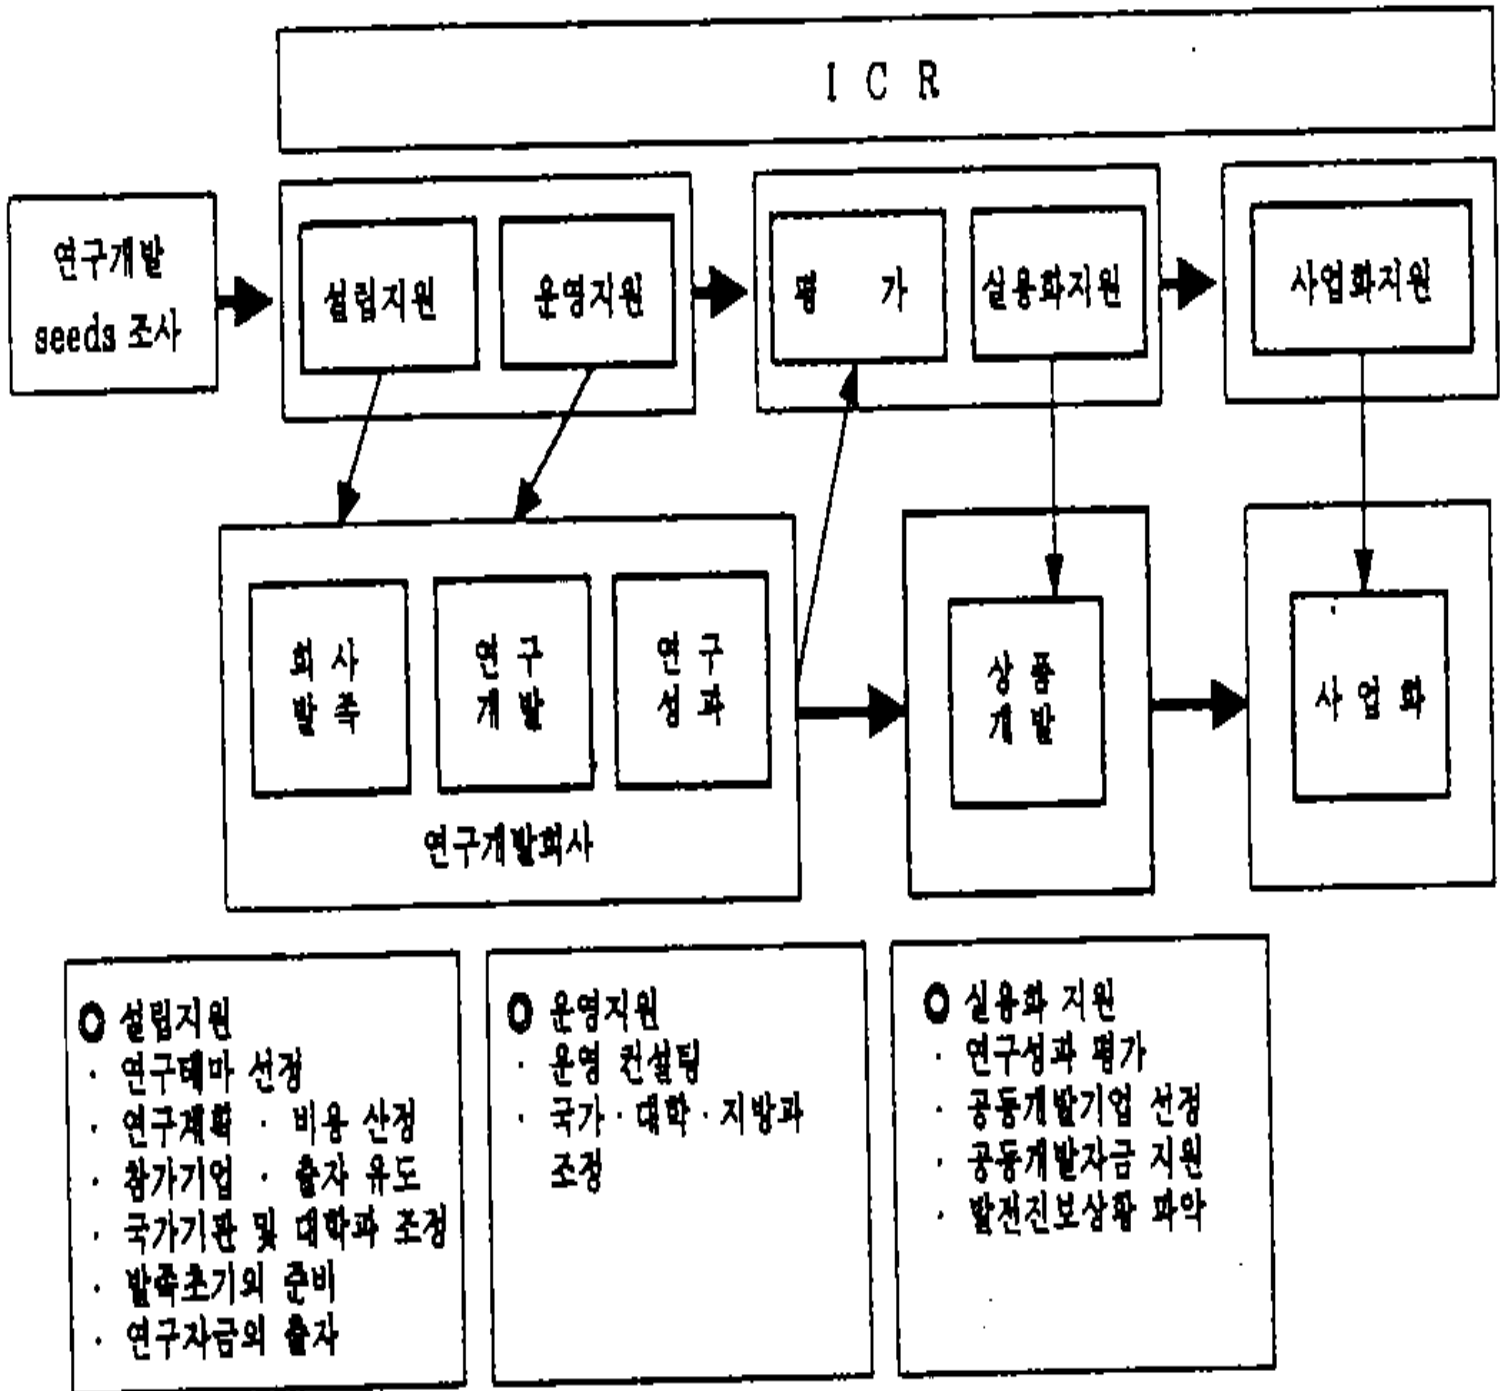 I C R
연구개발
seeds 조사
설립지원
운영지원
평 가
실용화지원
사업화지원
회 사
발 족
연 구
개 발
연 구
성 과
연구개발회사
상 품
개 발
사 업 화
○ 설립지원
· 연구테마 선정
· 연구계획 · 비용 산정
· 참가기업 · 출자 유도
· 국가기관 및 대학과 조정
· 발족초기의 준비
· 연구자금의 출자
○ 운영지원
· 운영 컨설팅
· 국가 · 대학 · 지방과
조정
○ 실용화 지원
· 연구성과 평가
· 공동개발기업 선정
· 공동개발자금 지원
· 발전진보상황 파악